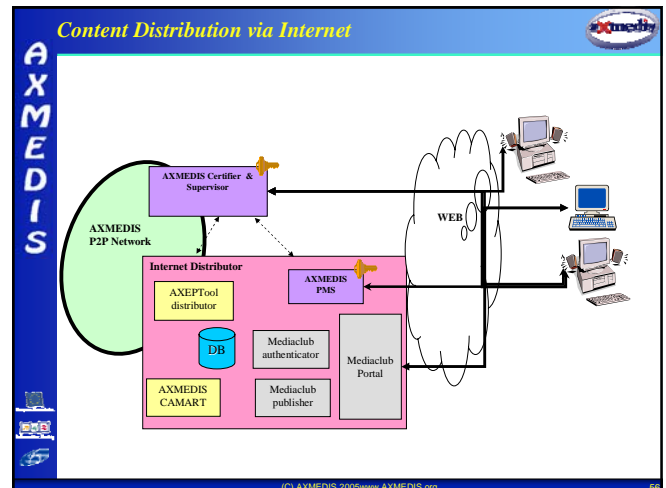 Content Distribution via Internet
axmedis
AXMEDIS
AXMEDIS Certifier &
Supervisor
AXMEDIS
P2P Network
WEB
Internet Distributor
AXMEDIS
PMS
AXEPTool
distributor
DB
Mediaclub
authenticator
Mediaclub
Portal
AXMEDIS
CAMART
Mediaclub
publisher
(C) AXMEDIS 2005www.AXMEDIS.org
56